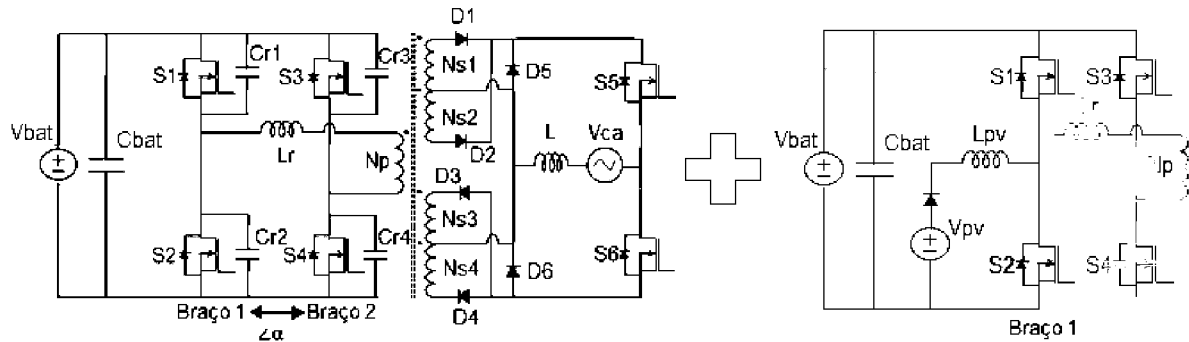 D1
Cr1
Cr3
Ns1
D5
S1
S3
S5
Ns2
Vbat
Cbat
Lr
Np
D2
L
Vca
D3
Ns3
S2
Cr2
S4
Cr4
Ns4
D6
S6
D4
Braço 1
Braço 2
2α
S1
S3
r
Vbat
Cbat
Lpv
Vpv
S2
S4
Braço 1